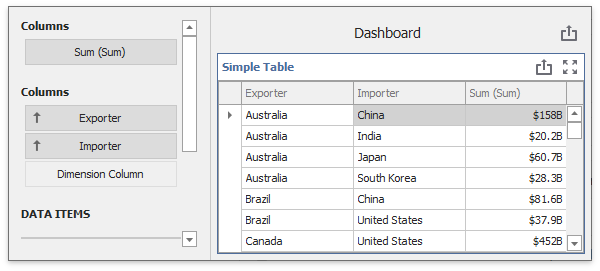 Columns
Sum (Sum)
Columns
Exporter
Importer
Dimension Column
DATA ITEMS
Dashboard
Simple Table
Exporter Importer Sum (Sum)
Australia China $158B
Australia India $20.2B
Australia Japan $60.7B
Australia South Korea $28.3B
Brazil China $81.6B
Brazil United States $37.9B
Canada United States $452B